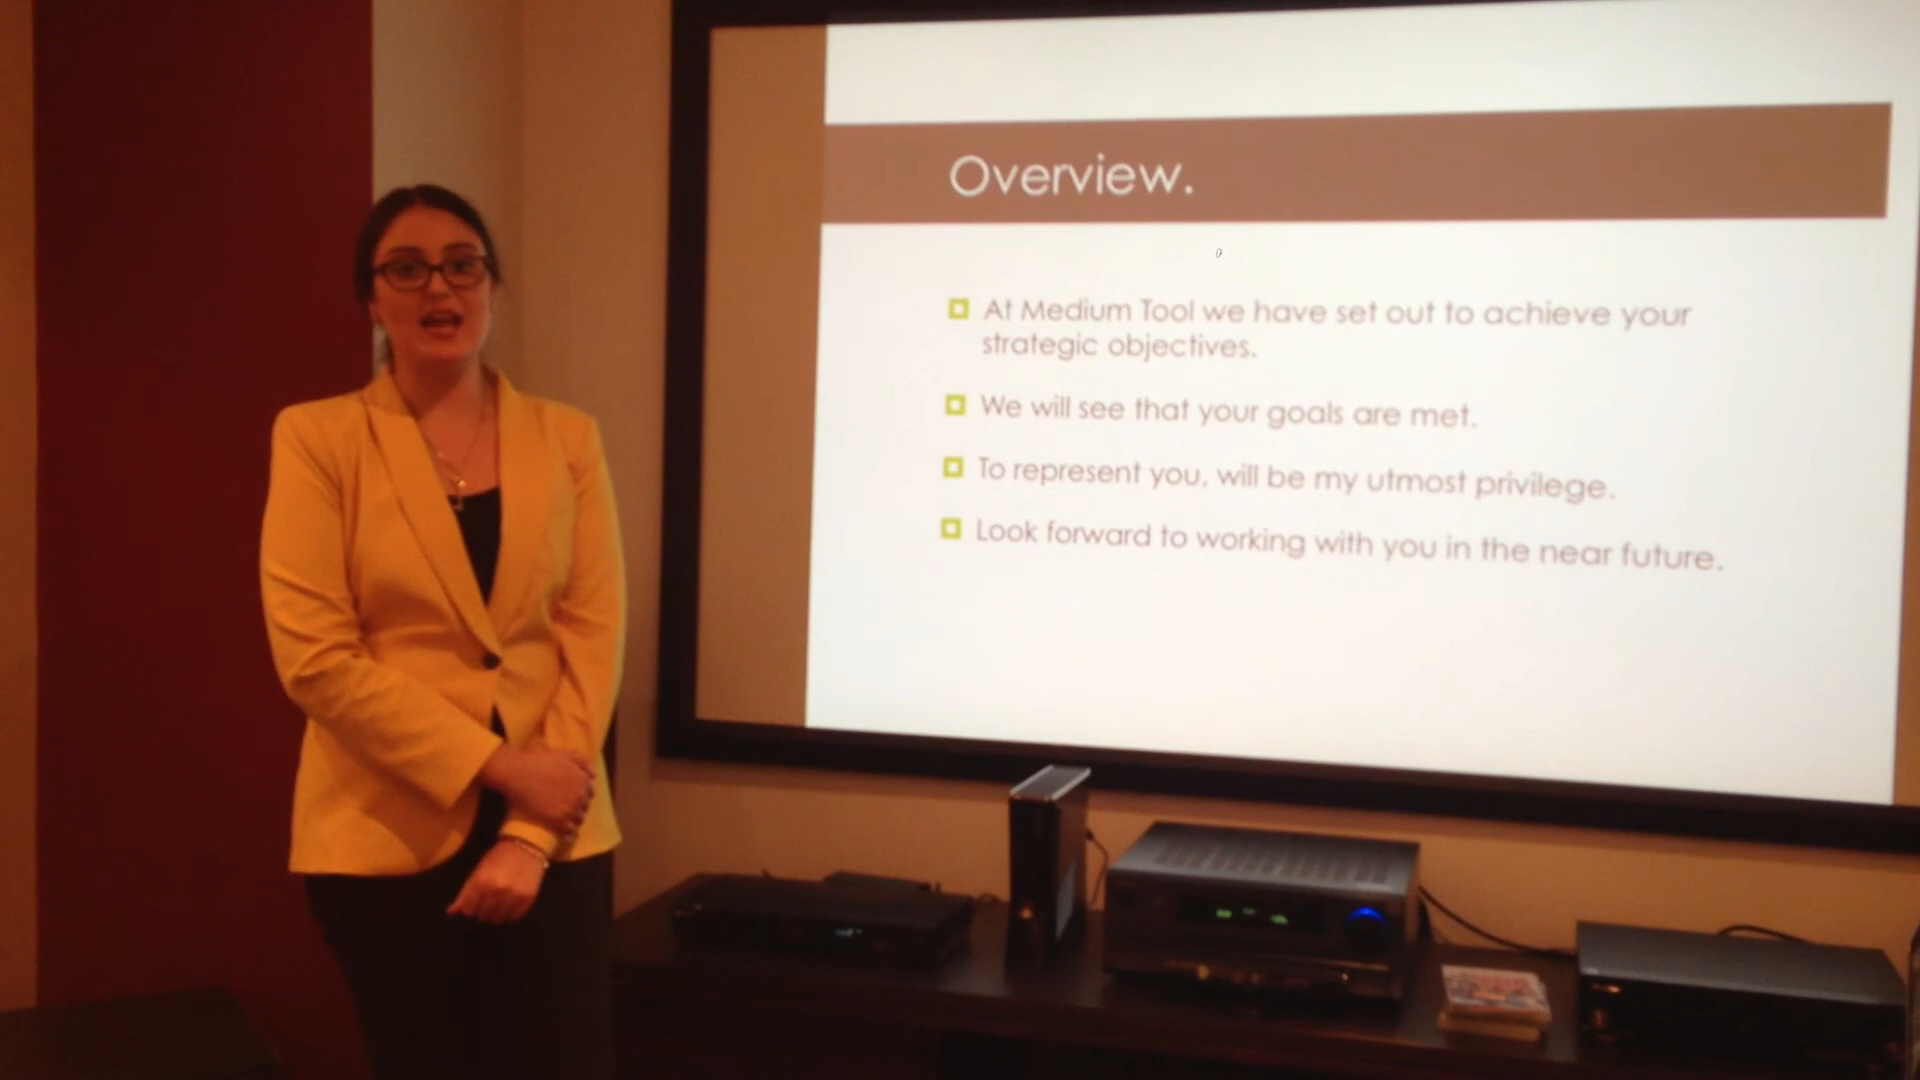 Overview.
At Medium Tool we have set out to achieve your
strategic objectives.
We will see that your goals are met.
To represent you, will be my utmost privilege.
Look forward to working with you in the near future.